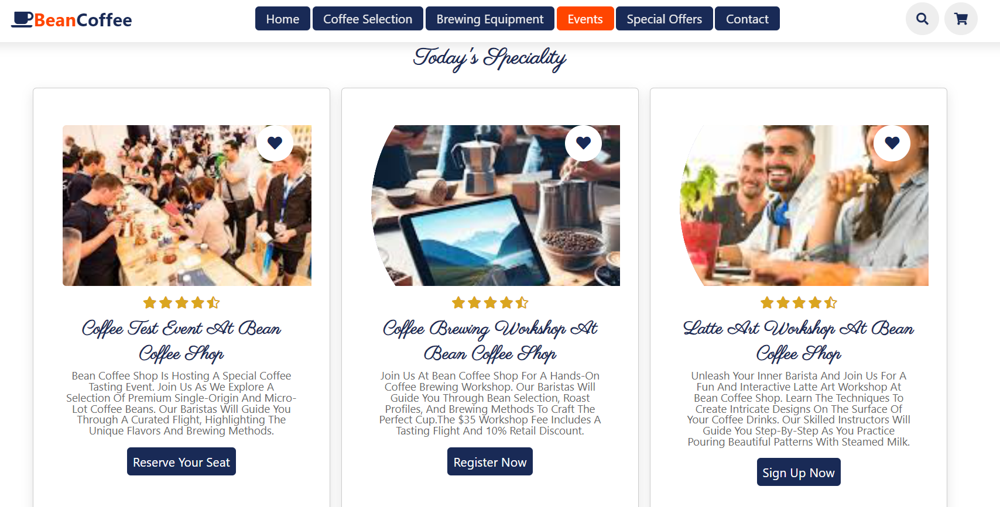 BeanCoffee
Home
Coffee Selection
Brewing Equipment
Events
Special Offers
Contact
Today's Speciality
Coffee Test Event At Bean
Coffee Shop
Bean Coffee Shop Is Hosting A Special Coffee
Tasting Event. Join Us As We Explore A
Selection Of Premium Single-Origin And Micro-
Lot Coffee Beans. Our Baristas Will Guide You
Through A Curated Flight, Highlighting The
Unique Flavors And Brewing Methods.
Reserve Your Seat
Coffee Brewing Workshop At
Bean Coffee Shop
Join Us At Bean Coffee Shop For A Hands-On
Coffee Brewing Workshop. Our Baristas Will
Guide You Through Bean Selection, Roast
Profiles, And Brewing Methods To Craft The
Perfect Cup.The $35 Workshop Fee Includes A
Tasting Flight And 10% Retail Discount.
Register Now
Latte Art Workshop At Bean
Coffee Shop
Unleash Your Inner Barista And Join Us For A
Fun And Interactive Latte Art Workshop At
Bean Coffee Shop. Learn The Techniques To
Create Intricate Designs On The Surface Of
Your Coffee Drinks. Our Skilled Instructors Will
Guide You Step-By-Step As You Practice
Pouring Beautiful Patterns With Steamed Milk.
Sign Up Now